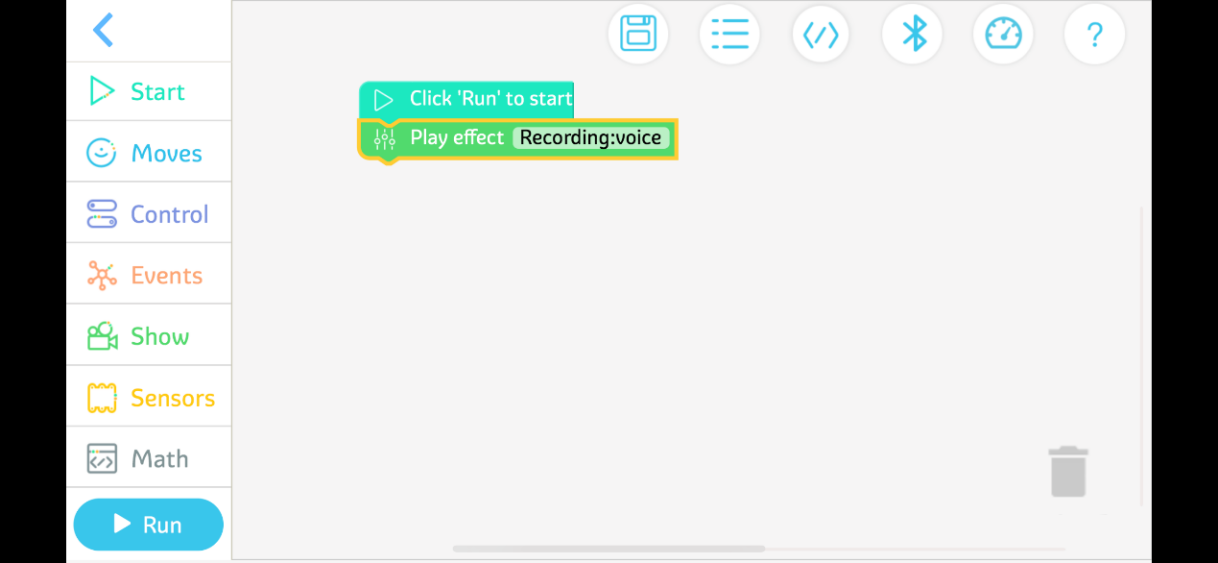 Start
Moves
Control
Events
Show
Sensors
Math
Run
Click 'Run' to start
Play effect Recording:voice
?